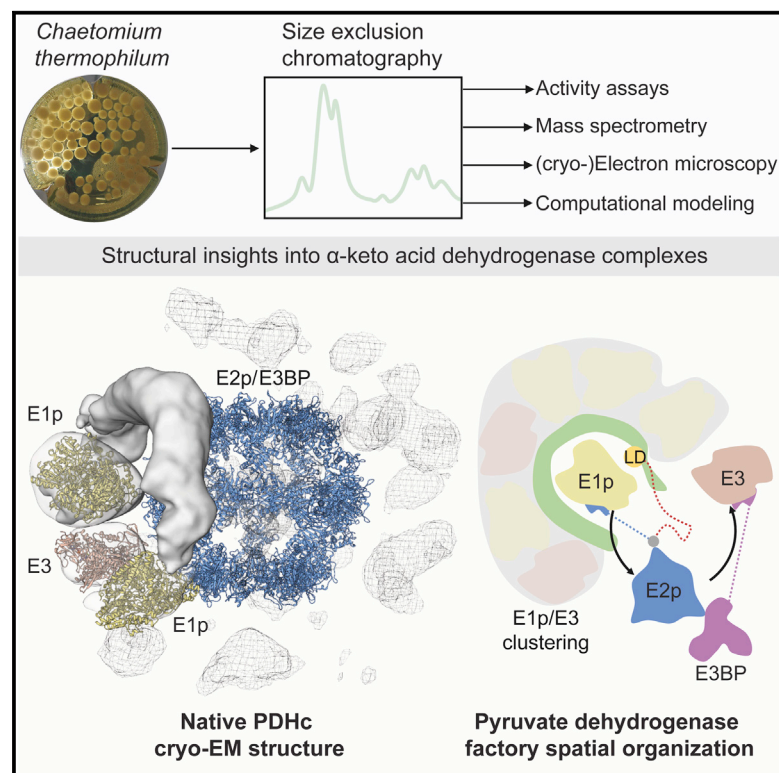 Chaetomium
thermophilum
Size exclusion
chromatography
Activity assays
Mass spectrometry
(cryo-)Electron microscopy
Computational modeling
Structural insights into α-keto acid dehydrogenase complexes
E2p/E3BP
E1p
E3
E1p
Native PDHc
cryo-EM structure
LD
E1p
E3
E2p
E1p/E3
clustering
E3BP
Pyruvate dehydrogenase
factory spatial organization